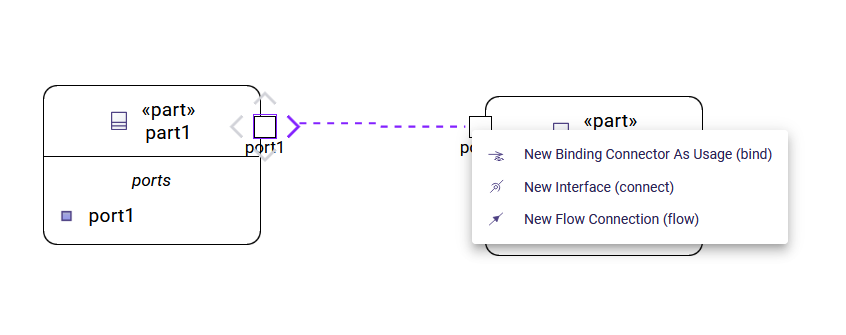 «part»
part1
port1
ports
port1
«part»
New Binding Connector As Usage (bind)
New Interface (connect)
New Flow Connection (flow)